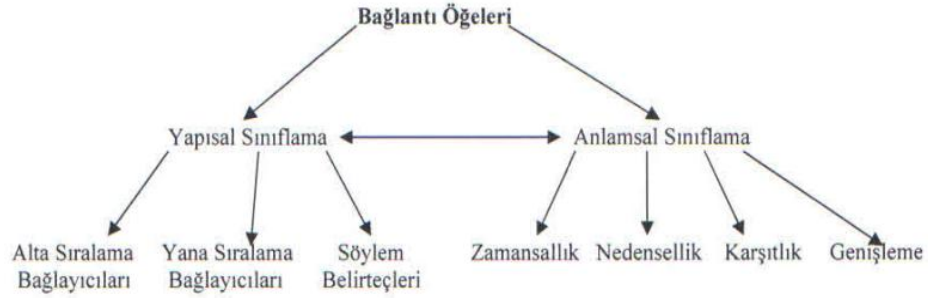 Bağlantı Öğeleri
Yapısal Sınıflama Anlamsal Sınıflama
Alta Sıralama Yana Sıralama Söylem Zamansallık Nedensellik Karşıtlık Genişleme
Bağlayıcıları Bağlayıcıları Belirteçleri